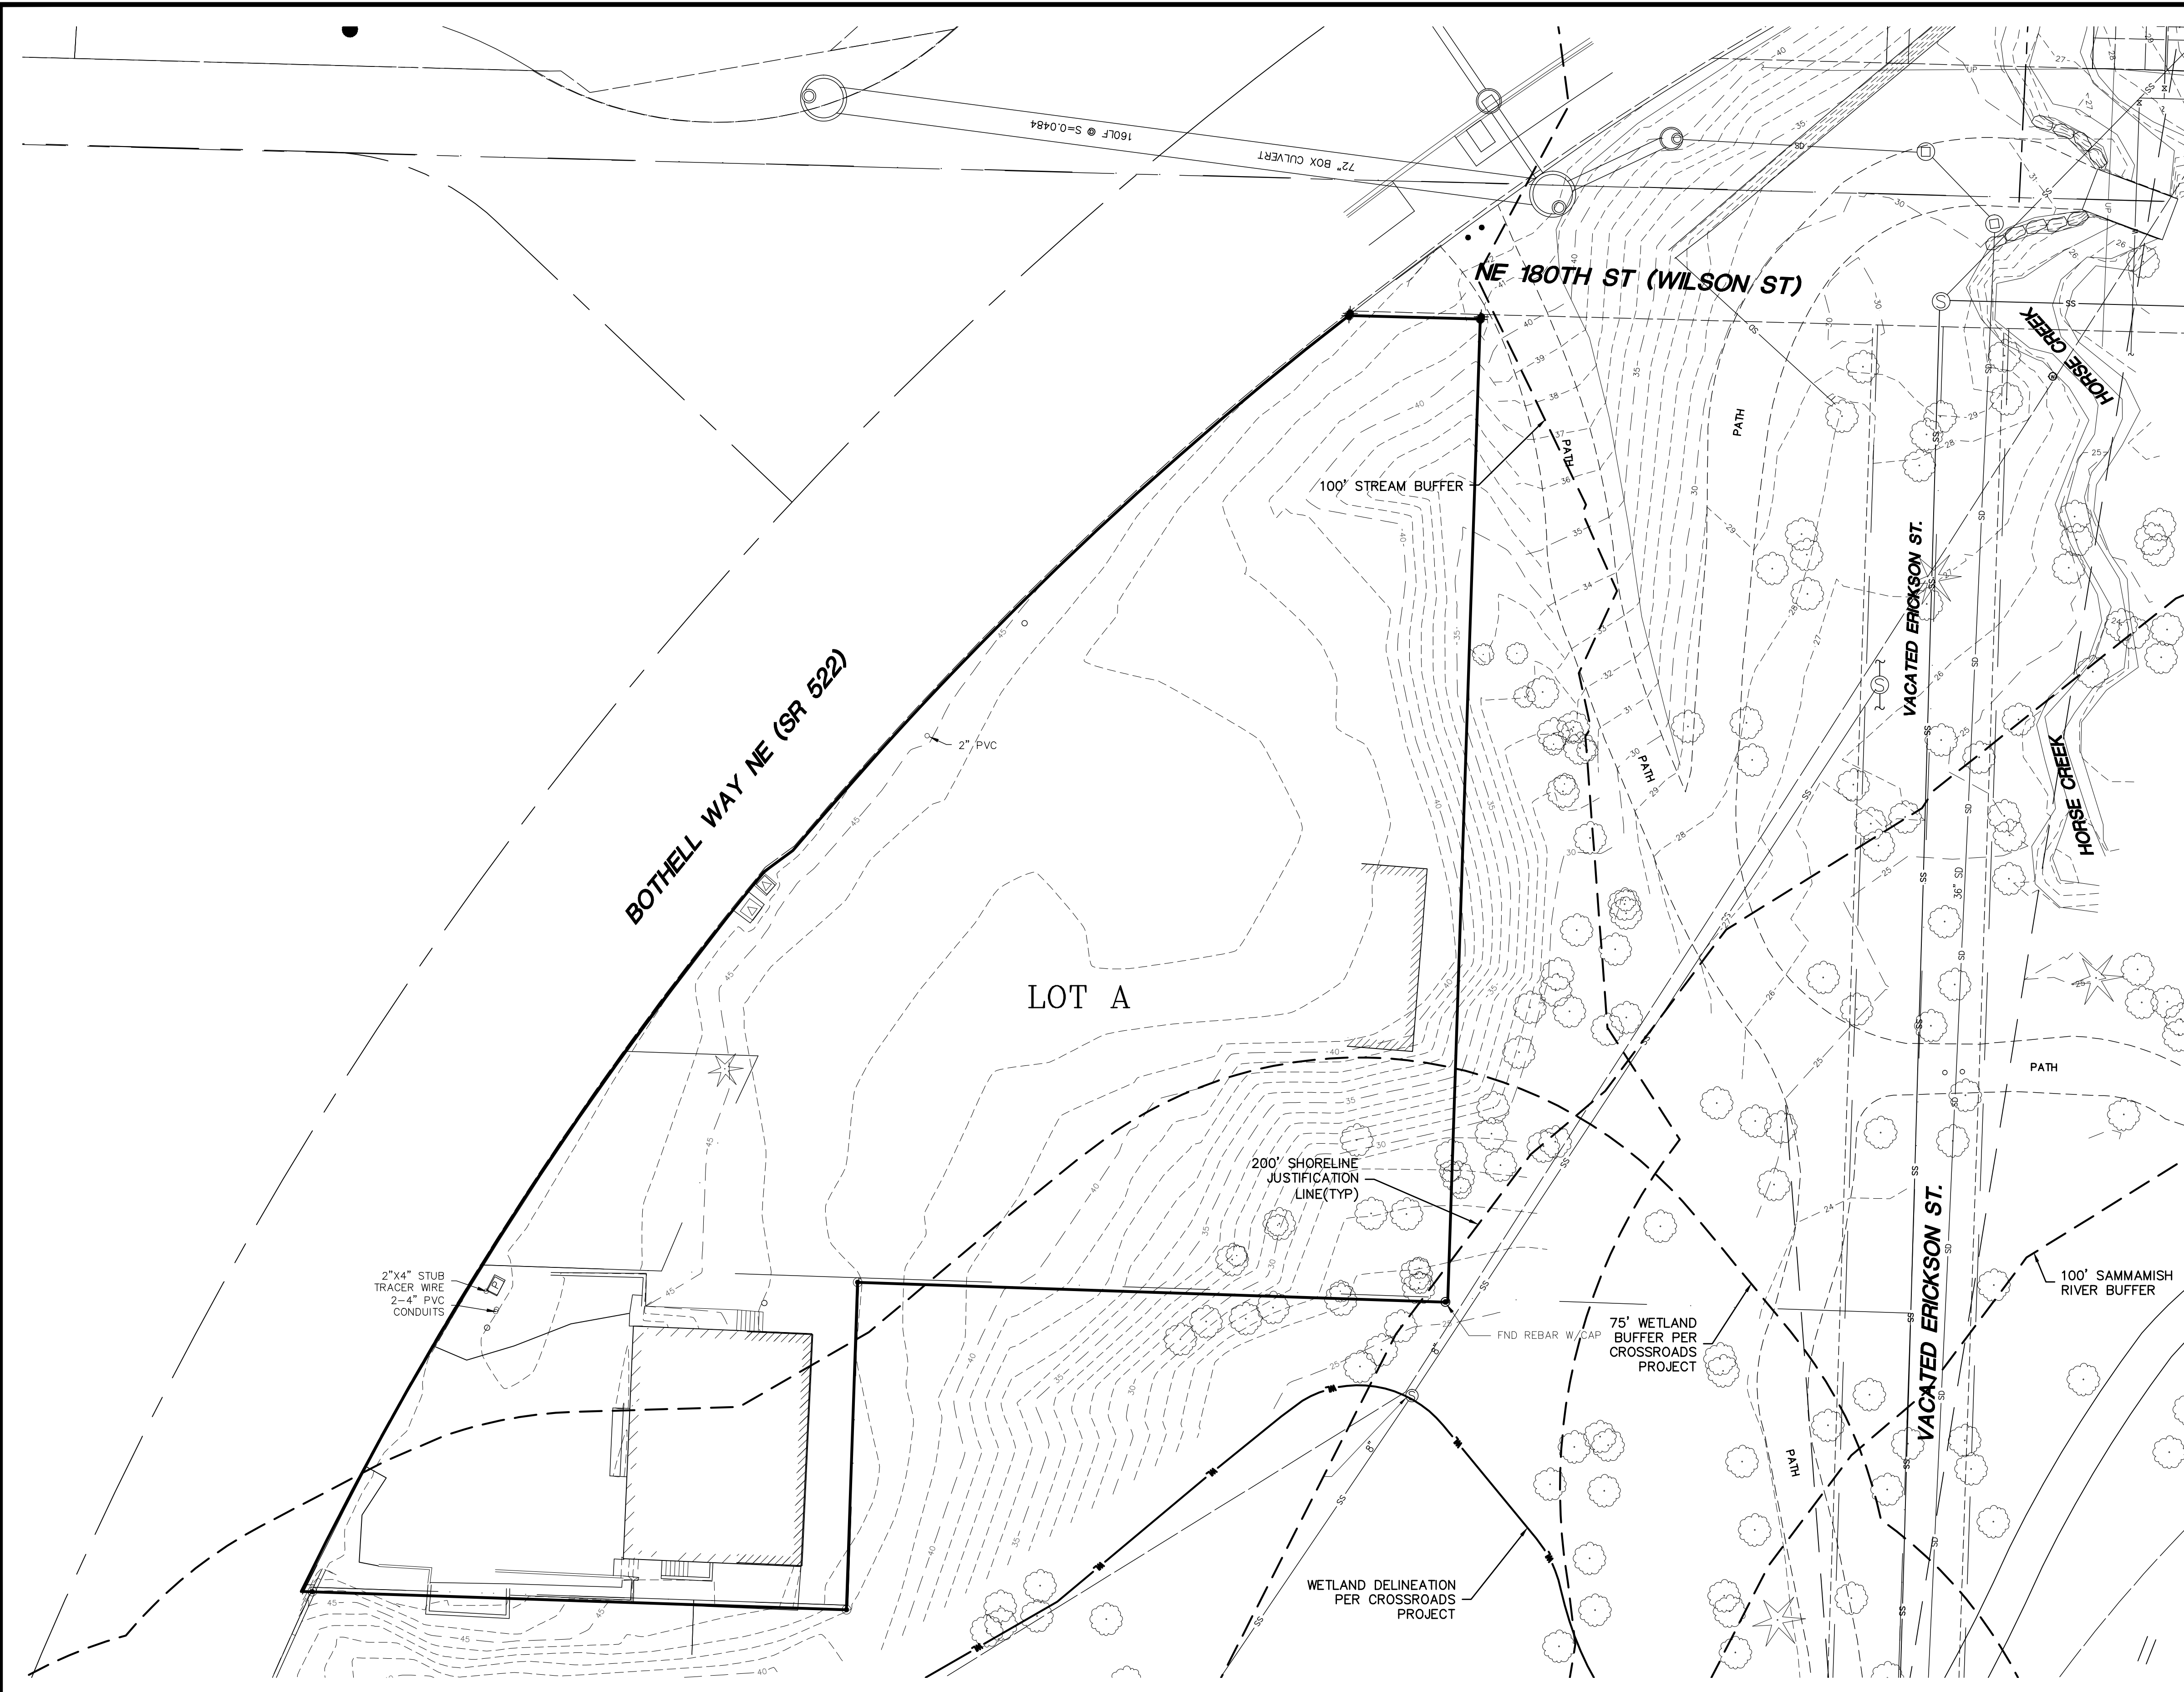 160LF @ S=0.0484
72" BOX CULVERT
NE 180TH ST (WILSON ST)
HORSE CREEK
PATH
PATH
100' STREAM BUFFER
VACATED ERICKSON ST.
BOTHELL WAY NE (SR 522)
2" PVC
PATH
HORSE CREEK
36" SD
LOT A
PATH
200' SHORELINE
JUSTIFICATION
LINE(TYP)
2"X4" STUB
TRACER WIRE
2-4" PVC
CONDUITS
FND REBAR W/CAP
75' WETLAND
BUFFER PER
CROSSROADS
PROJECT
VACATED ERICKSON ST.
100' SAMMAMISH
RIVER BUFFER
8"
8"
PATH
WETLAND DELINEATION
PER CROSSROADS
PROJECT